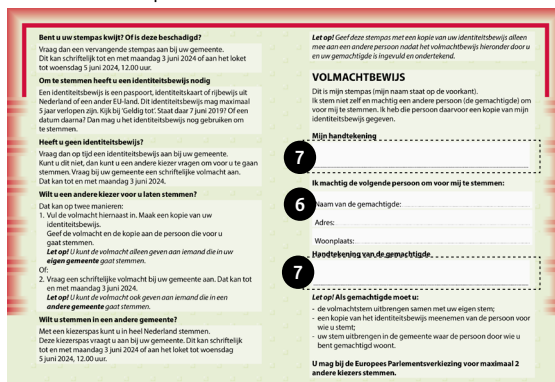 Bent u uw stempas kwijt? Of is deze beschadigd?
Vraag dan een vervangende stempas aan bij uw gemeente.
Dit kan schriftelijk tot en met maandag 3 juni 2024 of aan het loket
tot woensdag 5 juni 2024, 12.00 uur.
Om te stemmen heeft u een identiteitsbewijs nodig
Een identiteitsbewijs is een paspoort, identiteitskaart of rijbewijs uit
Nederland of een ander EU-land. Dit identiteitsbewijs mag maximaal
5 jaar verlopen zijn. Kijk bij 'Geldig tot'. Staat daar 7 juni 2019? Of een
datum daarna? Dan mag u het identiteitsbewijs nog gebruiken om
te stemmen.
Heeft u geen identiteitsbewijs?
Vraag dan op tijd een identiteitsbewijs aan bij uw gemeente.
Kunt u dit niet, dan kunt u een andere kiezer vragen om voor u te gaan
stemmen. Vraag bij uw gemeente een schriftelijke volmacht aan.
Dat kan tot en met maandag 3 juni 2024.
Wilt u een andere kiezer voor u laten stemmen?
Dat kan op twee manieren:
1. Vul de volmacht hiernaast in. Maak een kopie van uw
identiteitsbewijs.
Geef de volmacht en de kopie aan de persoon die voor u
gaat stemmen.
Let op! U kunt de volmacht alleen geven aan iemand die in uw
eigen gemeente gaat stemmen.
Of:
2. Vraag een schriftelijke volmacht bij uw gemeente aan. Dat kan tot
en met maandag 3 juni 2024.
Let op! U kunt de volmacht ook geven aan iemand die in een
andere gemeente gaat stemmen.
Wilt u stemmen in een andere gemeente?
Met een kiezerspas kunt u in heel Nederland stemmen.
Deze kiezerspas vraagt u aan bij uw gemeente. Dit kan schriftelijk
tot en met maandag 3 juni 2024 of aan het loket tot woensdag
5 juni 2024, 12.00 uur.
Let op! Geef deze stempas met een kopie van uw identiteitsbewijs alleen
mee aan een andere persoon nadat het volmachtbewijs hieronder door u
en uw gemachtigde is ingevuld en ondertekend.
VOLMACHTBEWIJS
Dit is mijn stempas (mijn naam staat op de voorkant).
Ik stem niet zelf en machtig een andere persoon (de gemachtigde) om
voor mij te stemmen. Ik heb die persoon daarvoor een kopie van mijn
identiteitsbewijs gegeven.
Mijn handtekening
7
Ik machtig de volgende persoon om voor mij te stemmen:
6
Naam van de gemachtigde:
Adres:
Woonplaats:
Handtekening van de gemachtigde
7
Let op! Als gemachtigde moet u:
- de volmachtstem uitbrengen samen met uw eigen stem;
- een kopie van het identiteitsbewijs meenemen van de persoon voor
wie u stemt;
- uw stem uitbrengen in de gemeente waar de persoon door wie u
bent gemachtigd woont.
U mag bij de Europees Parlementsverkiezing voor maximaal 2
andere kiezers stemmen.